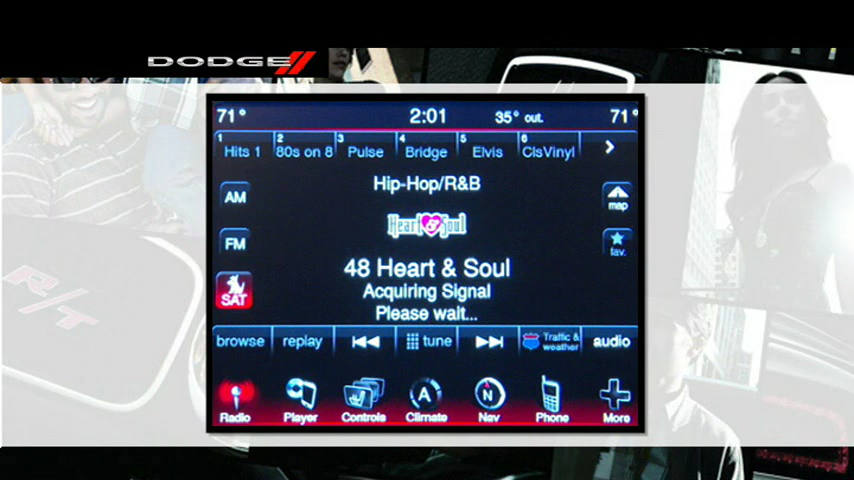 DODGE
71° 2:01 35° out. 71°
1 Hits 1 2 80s on 8 3 Pulse 4 Bridge 5 Elvis 6 ClsVinyl >
Hip-Hop/R&B
AM
map
Heart & Soul
FM
fav.
48 Heart & Soul
SAT
Acquiring Signal
Please wait...
browse replay tune Traffic & weather audio
A N
Radio Player Controls Climate Nav Phone More
R/T